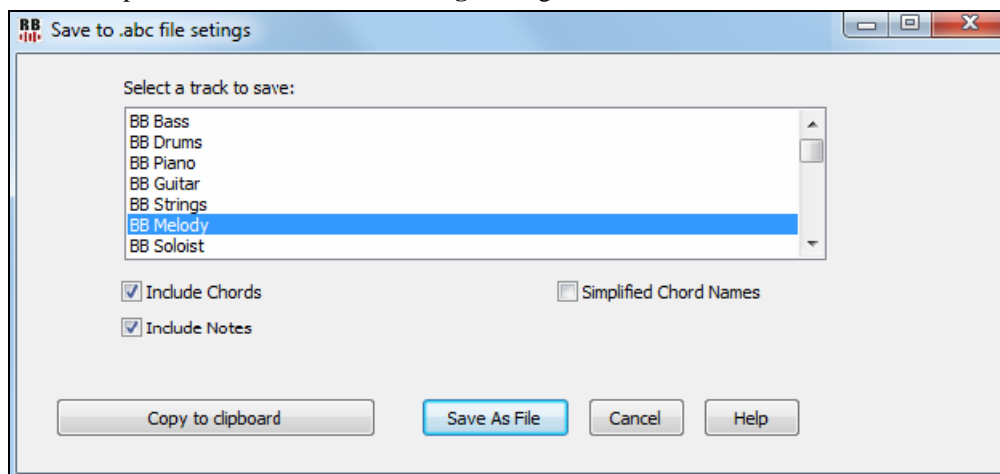 RB
Save to .abc file setings
X
Select a track to save:
BB Bass
BB Drums
BB Piano
BB Guitar
BB Strings
BB Melody
BB Soloist
Include Chords Simplified Chord Names
Include Notes
Copy to clipboard Save As File Cancel Help